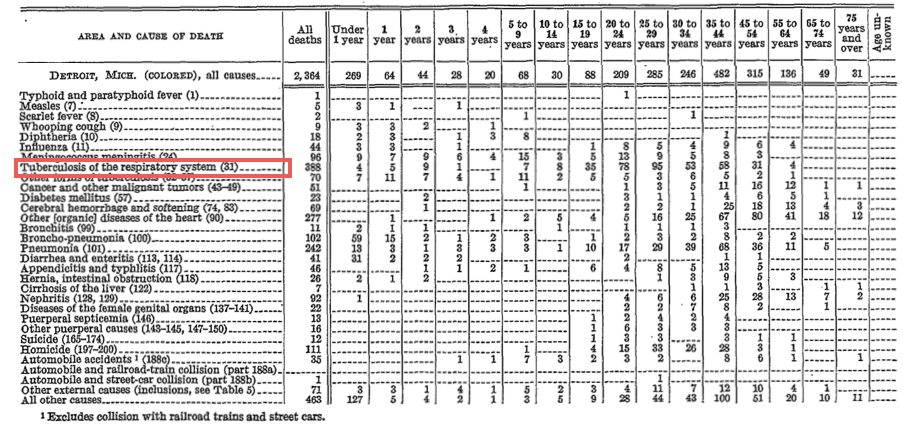 AREA AND CAUSE OF DEATH All deaths Under 1 year 1 year 2 years 3 years 4 years 5 to 9 years 10 to 14 years 15 to 19 years 20 to 24 years 25 to 29 years 30 to 34 years 35 to 44 years 45 to 54 years 55 to 64 years 65 to 74 years 75 years and over Age unknown
DETROIT, MICH. (COLORED), all causes 2,364 269 64 44 28 20 68 30 88 209 285 246 482 315 136 49 31
Typhoid and paratyphoid fever (1) 1 1
Measles (7) 5 3 1 1
Scarlet fever (8) 2 1 1
Whooping cough (9) 9 3 3 2 1
Diphtheria (10) 18 2 3 1 3 8 1
Influenza (11) 44 3 3 1 1 8 5 4 9 6 4
Meningococcus meningitis (24) 96 9 7 9 6 4 15 3 5 13 9 5 8 3
Tuberculosis of the respiratory system (31) 388 4 5 9 1 7 8 35 78 95 53 58 31 4
70 7 11 7 4 1 11 2 5 5 3 6 5 2 1
Cancer and other malignant tumors (43-49) 51 1 1 3 5 11 16 12 1 1
Diabetes mellitus (57) 23 2 3 1 1 4 6 5 1
Cerebral hemorrhage and softening (74, 83) 69 1 2 2 1 25 18 13 4 3
Other [organic] diseases of the heart (90) 277 1 1 2 5 4 5 16 25 67 80 41 18 12
Bronchitis (99) 11 2 1 1 1 1 1 1 3
Broncho-pneumonia (100) 102 59 15 2 1 2 3 1 2 3 2 8 2 2
Pneumonia (101) 242 13 3 1 3 3 3 1 10 17 29 39 68 36 11 5
Diarrhea and enteritis (113, 114) 41 31 2 2 2 2 1 1
Appendicitis and typhlitis (117) 46 1 1 2 1 6 4 8 5 13 5
Hernia, intestinal obstruction (118) 26 2 1 2 1 3 9 5 3
Cirrhosis of the liver (122) 7 1 1 3 1 1
Nephritis (128, 129) 92 1 4 6 6 25 28 13 7 2
Diseases of the female genital organs (137-141) 22 2 2 7 8 2 1
Puerperal septicemia (146) 13 1 2 4 2 4
Other puerperal causes (143-145, 147-150) 16 1 6 3 3 3
Suicide (165-174) 12 1 3 3 3 1 1
Homicide (197-200) 111 1 4 15 33 26 28 3 1
Automobile accidents ¹ (188c) 35 1 1 7 3 2 3 2 8 6 1 1
Automobile and railroad-train collision (part 188a)
Automobile and street-car collision (part 188b) 1 1
Other external causes (inclusions, see Table 5) 71 3 3 1 4 1 5 2 3 4 11 7 12 10 4 1
All other causes 463 127 5 4 2 1 3 5 9 28 44 43 100 51 20 10 11
¹ Excludes collision with railroad trains and street cars.